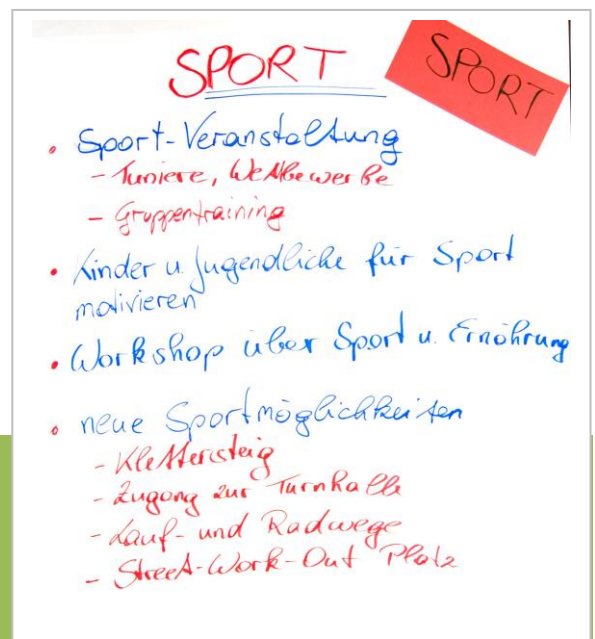 SPORT
SPORT
• Sport-Veranstaltung
- Turniere, Wettbewerbe
- Gruppentraining
• Kinder u. Jugendliche für Sport
motivieren
• Workshop über Sport u. Ernährung
• neue Sportmöglichkeiten
- Klettersteig
- Zugang zur Turnhalle
- Lauf- und Radwege
- Street-Work-Out Platz